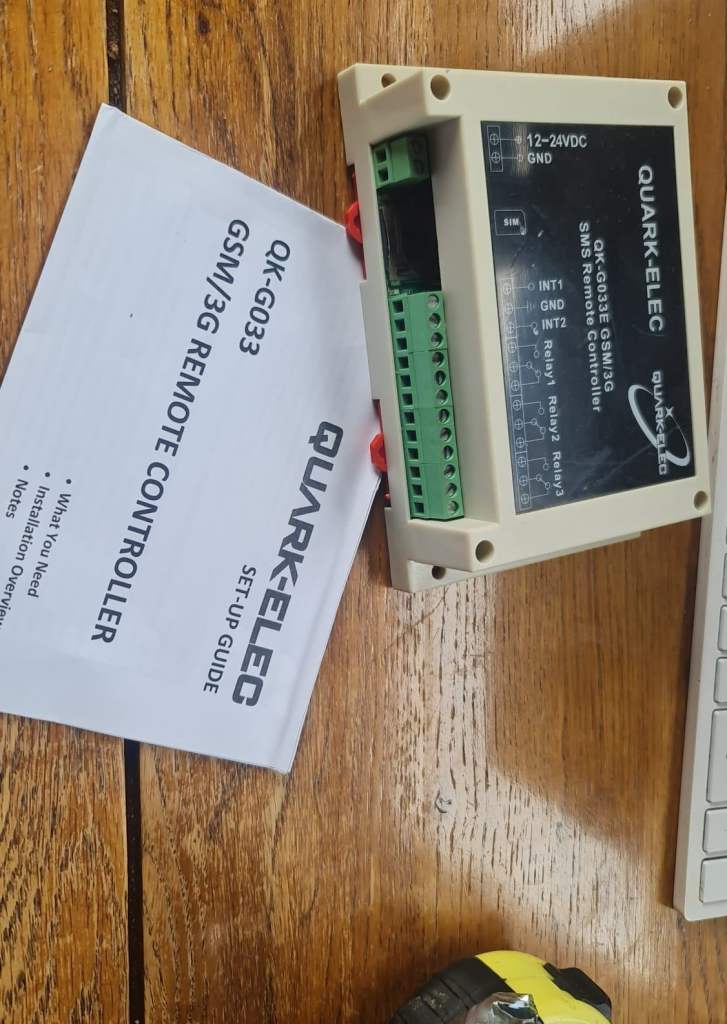 QUARK-ELEC
SET-UP GUIDE
QK-G033
GSM/3G REMOTE CONTROLLER
• What You Need
• Installation Overview
• Notes
QUARK-ELEC
QUARK-ELEC
QK-G033E GSM/3G
SMS Remote Controller
12-24VDC
GND
SIM
INT1
GND
INT2
Relay1
Relay2
Relay3